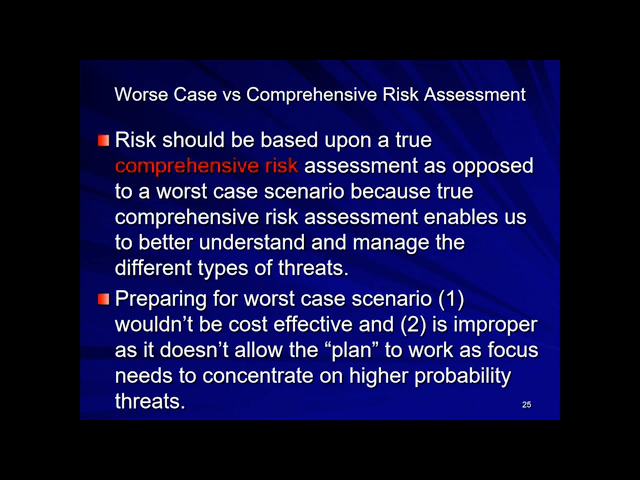 Worse Case vs Comprehensive Risk Assessment
Risk should be based upon a true
comprehensive risk assessment as opposed
to a worst case scenario because true
comprehensive risk assessment enables us
to better understand and manage the
different types of threats.
Preparing for worst case scenario (1)
wouldn't be cost effective and (2) is improper
as it doesn't allow the “plan” to work as focus
needs to concentrate on higher probability
threats.
25